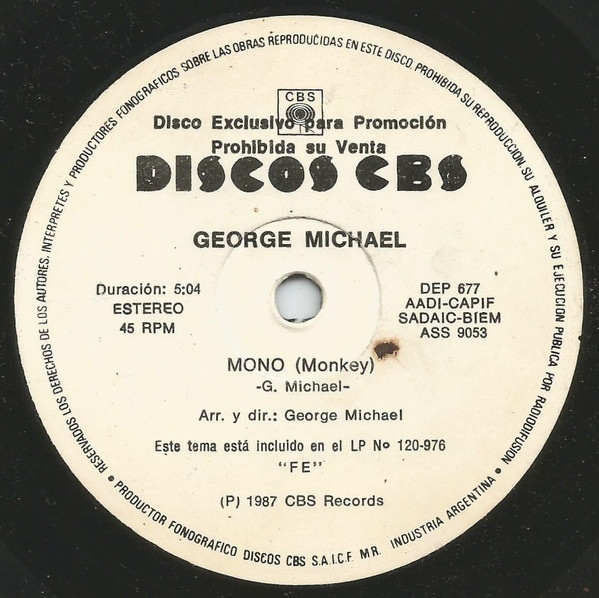 RESERVADOS LOS DERECHOS DE LOS AUTORES, INTERPRETES Y PRODUCTORES FONOGRAFICOS SOBRE LAS OBRAS REPRODUCIDAS EN ESTE DISCO. PROHIBIDA SU REPRODUCCION, SU ALQUILER Y SU EJECUCION PUBLICA POR RADIODIFUSION
CBS
Disco Exclusivo para Promoción
Prohibida su Venta
DISCOS CBS
GEORGE MICHAEL
Duración: 5:04
ESTEREO
45 RPM
DEP 677
AADI-CAPIF
SADAIC-BIEM
ASS 9053
MONO (Monkey)
-G. Michael-
Arr. y dir.: George Michael
Este tema está incluido en el LP No 120-976
"FE"
(P) 1987 CBS Records
• PRODUCTOR FONOGRAFICO DISCOS CBS S.A.I.C.F. M.R. INDUSTRIA ARGENTINA •